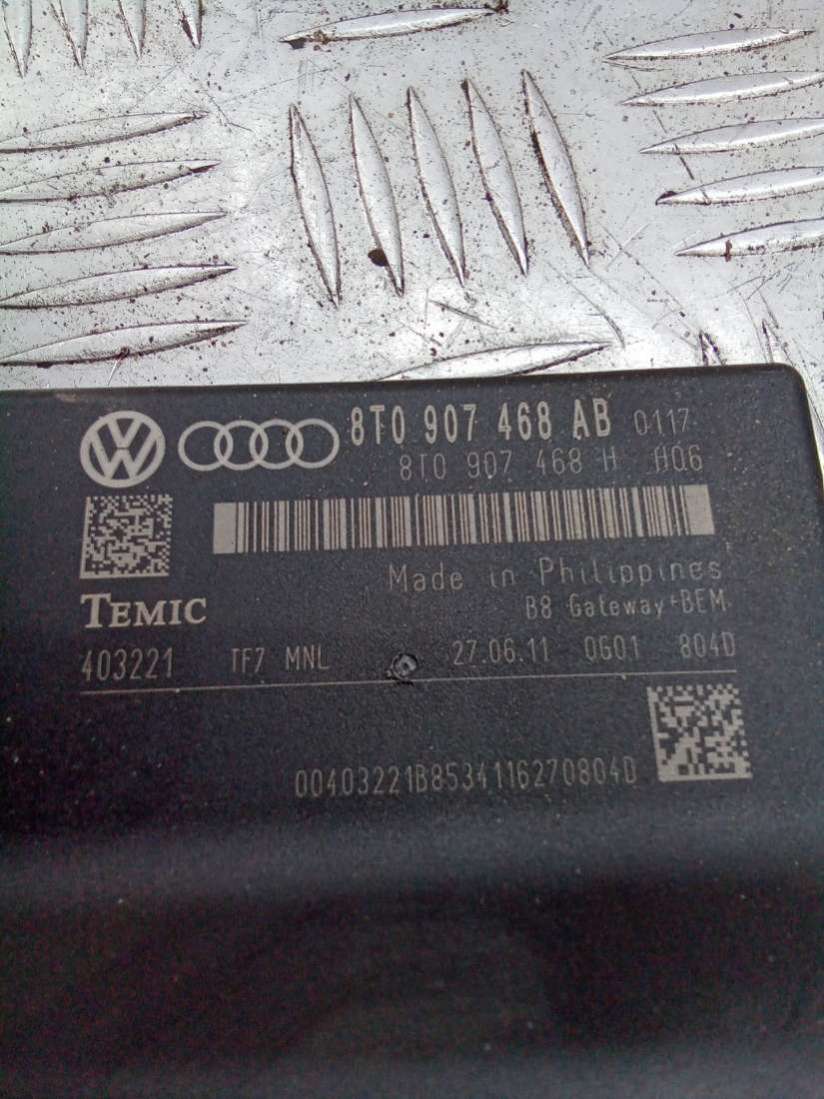 8T0 907 468 AB 0117
8T0 907 468 H H06
Made in Philippines
TEMIC
B8 Gateway+BEM
403221 TF7 MNL 27.06.11 0G01 804D
00403221B8534116270804D